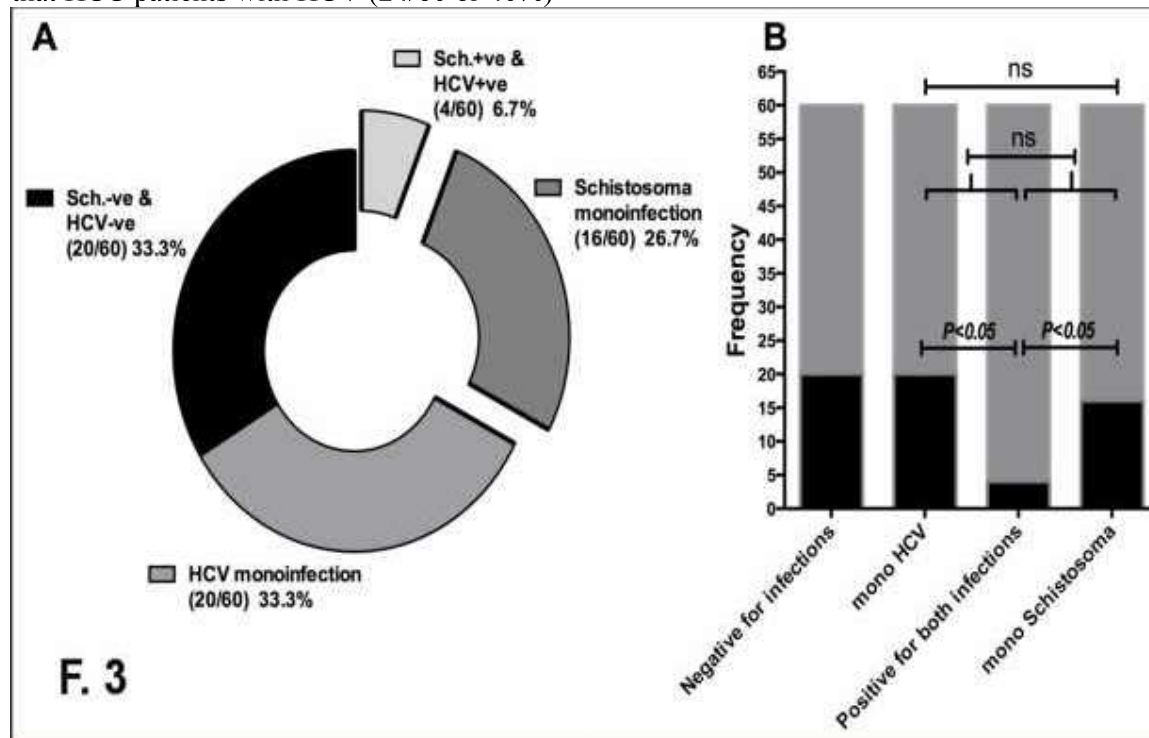 A
Sch.+ve &
HCV+ve
(4/60) 6.7%
Sch.-ve &
HCV-ve
(20/60) 33.3%
Schistosoma
monoinfection
(16/60) 26.7%
HCV monoinfection
(20/60) 33.3%
F. 3
B
ns
ns
P<0.05
P<0.05
Frequency
65
60
55
50
45
40
35
30
25
20
15
10
5
0
Negative for infections
mono HCV
Positive for both infections
mono Schistosoma